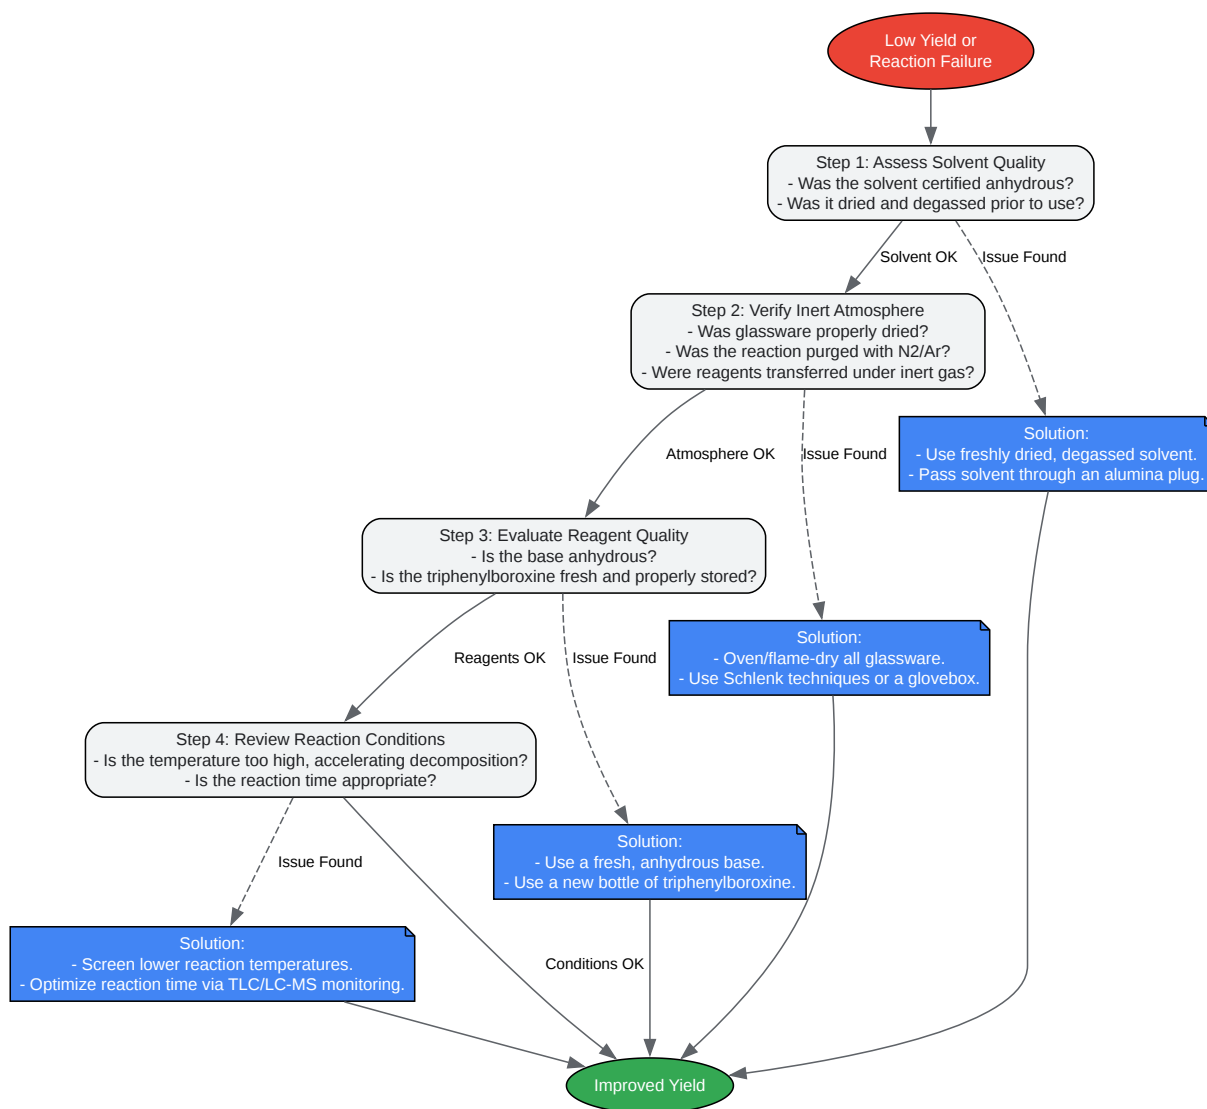 Low Yield or
Reaction Failure
Step 1: Assess Solvent Quality
- Was the solvent certified anhydrous?
- Was it dried and degassed prior to use?
Solvent OK
Issue Found
Step 2: Verify Inert Atmosphere
- Was glassware properly dried?
- Was the reaction purged with N2/Ar?
- Were reagents transferred under inert gas?
Solution:
- Use freshly dried, degassed solvent.
- Pass solvent through an alumina plug.
Atmosphere OK
Issue Found
Step 3: Evaluate Reagent Quality
- Is the base anhydrous?
- Is the triphenylboroxine fresh and properly stored?
Solution:
- Oven/flame-dry all glassware.
- Use Schlenk techniques or a glovebox.
Reagents OK
Issue Found
Step 4: Review Reaction Conditions
- Is the temperature too high, accelerating decomposition?
- Is the reaction time appropriate?
Solution:
- Use a fresh, anhydrous base.
- Use a new bottle of triphenylboroxine.
Issue Found
Solution:
- Screen lower reaction temperatures.
- Optimize reaction time via TLC/LC-MS monitoring.
Conditions OK
Improved Yield